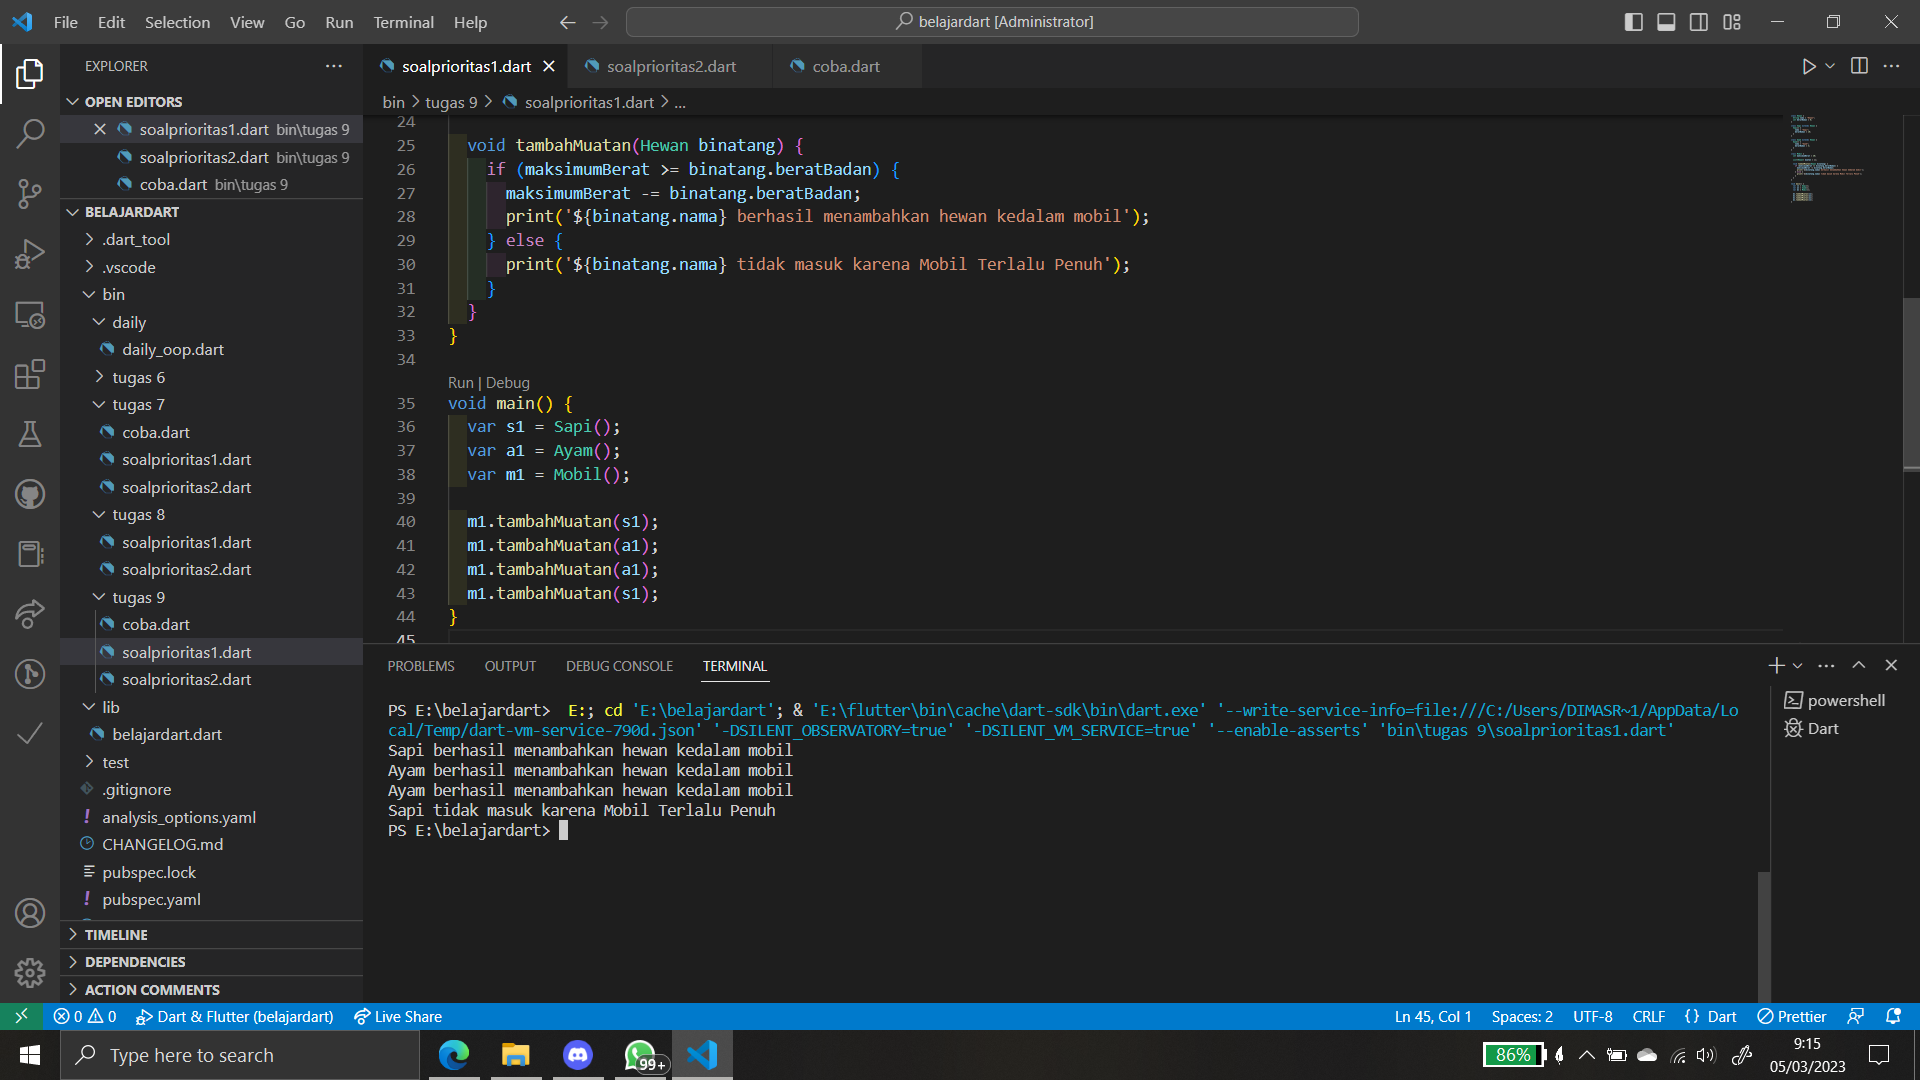 File Edit Selection View Go Run Terminal Help
belajardart [Administrator]
EXPLORER
OPEN EDITORS
soalprioritas1.dart bin\tugas 9
soalprioritas2.dart bin\tugas 9
coba.dart bin\tugas 9
BELAJARDART
.dart_tool
.vscode
bin
daily
daily_oop.dart
tugas 6
tugas 7
coba.dart
soalprioritas1.dart
soalprioritas2.dart
tugas 8
soalprioritas1.dart
soalprioritas2.dart
tugas 9
coba.dart
soalprioritas1.dart
soalprioritas2.dart
lib
belajardart.dart
test
.gitignore
analysis_options.yaml
CHANGELOG.md
pubspec.lock
pubspec.yaml
TIMELINE
DEPENDENCIES
ACTION COMMENTS
soalprioritas1.dart soalprioritas2.dart coba.dart
bin > tugas 9 > soalprioritas1.dart > ...
24
25 void tambahMuatan(Hewan binatang) {
26 if (maksimumBerat >= binatang.beratBadan) {
27 maksimumBerat -= binatang.beratBadan;
28 print('${binatang.nama} berhasil menambahkan hewan kedalam mobil');
29 } else {
30 print('${binatang.nama} tidak masuk karena Mobil Terlalu Penuh');
31 }
32 }
33 }
34
Run | Debug
35 void main() {
36 var s1 = Sapi();
37 var a1 = Ayam();
38 var m1 = Mobil();
39
40 m1.tambahMuatan(s1);
41 m1.tambahMuatan(a1);
42 m1.tambahMuatan(a1);
43 m1.tambahMuatan(s1);
44 }
45
PROBLEMS OUTPUT DEBUG CONSOLE TERMINAL
PS E:\belajardart>  E:; cd 'E:\belajardart'; & 'E:\flutter\bin\cache\dart-sdk\bin\dart.exe' '--write-service-info=file:///C:/Users/DIMASR~1/AppData/Lo
cal/Temp/dart-vm-service-790d.json' '-DSILENT_OBSERVATORY=true' '-DSILENT_VM_SERVICE=true' '--enable-asserts' 'bin\tugas 9\soalprioritas1.dart'
Sapi berhasil menambahkan hewan kedalam mobil
Ayam berhasil menambahkan hewan kedalam mobil
Ayam berhasil menambahkan hewan kedalam mobil
Sapi tidak masuk karena Mobil Terlalu Penuh
PS E:\belajardart>
powershell
Dart
0 0 Dart & Flutter (belajardart) Live Share
Ln 45, Col 1 Spaces: 2 UTF-8 CRLF {} Dart Prettier
Type here to search
99+
86%
9:15
05/03/2023